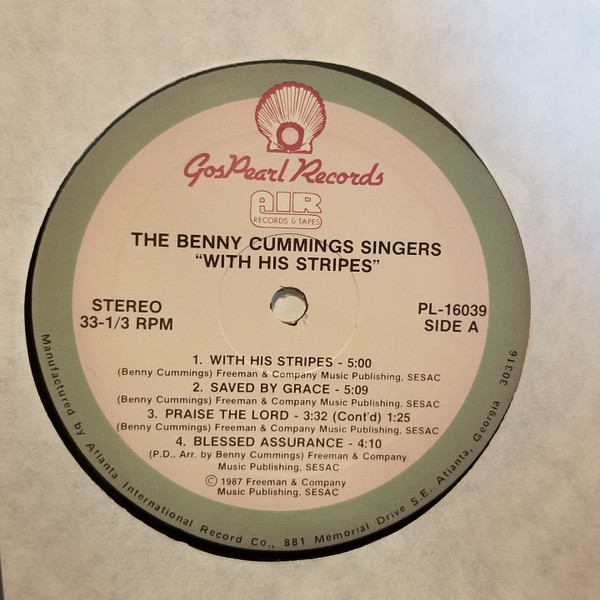 GosPearl Records
AIR
RECORDS & TAPES
THE BENNY CUMMINGS SINGERS
"WITH HIS STRIPES"
STEREO
33-1/3 RPM
PL-16039
SIDE A
1. WITH HIS STRIPES - 5:00
(Benny Cummings) Freeman & Company Music Publishing, SESAC
2. SAVED BY GRACE - 5:09
(Benny Cummings) Freeman & Company Music Publishing, SESAC
3. PRAISE THE LORD - 3:32 (Cont'd) 1:25
(Benny Cummings) Freeman & Company Music Publishing, SESAC
4. BLESSED ASSURANCE - 4:10
(P.D., Arr. by Benny Cummings) Freeman & Company
Music Publishing, SESAC
© 1987 Freeman & Company
Music Publishing, SESAC
Manufactured by Atlanta International Record Co., 881 Memorial Drive S.E. Atlanta, Georgia 30316